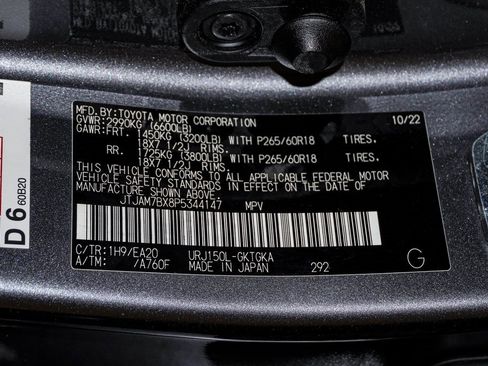 MFD.BY:TOYOTA MOTOR CORPORATION 10/22
GVWR:2990KG (6600LB)
GAWR:FRT. 1450KG (3200LB) WITH P265/60R18 TIRES.
18X7 1/2J RIMS.
RR. 1725KG (3800LB) WITH P265/60R18 TIRES.
18X7 1/2J RIMS.
THIS VEHICLE CONFORMS TO ALL APPLICABLE FEDERAL MOTOR
VEHICLE SAFETY STANDARDS IN EFFECT ON THE DATE OF
JTJAM7BX8P5344147 MPV
C/TR:1H9/EA20 URJ150L-GKTGKA
A/TM: /A760F MADE IN JAPAN 292 G
D 6
60B20